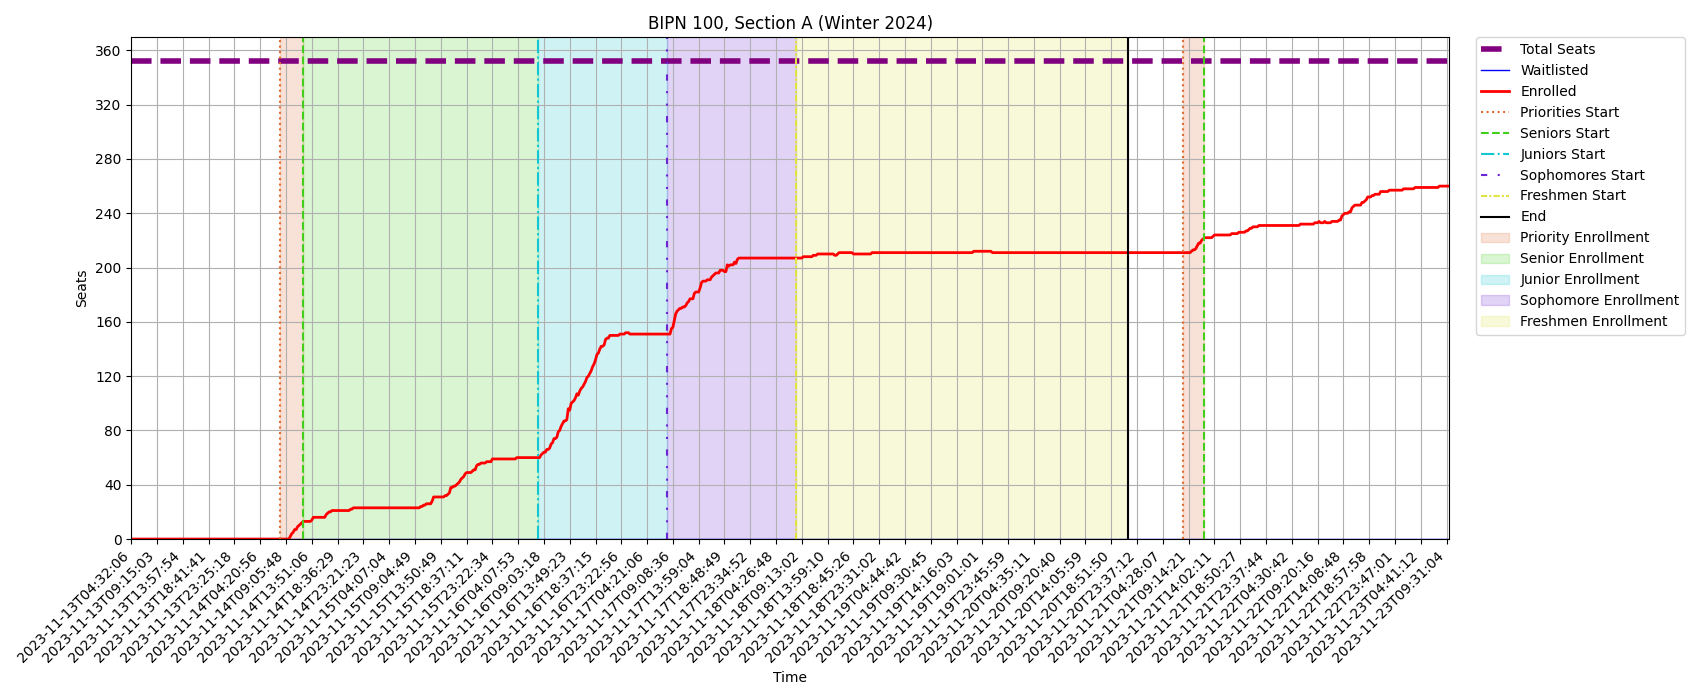 BIPN 100, Section A (Winter 2024)
Seats
360
320
280
240
200
160
120
80
40
0
2023-11-13T04:32:06
2023-11-13T09:15:03
2023-11-13T13:57:54
2023-11-13T18:41:41
2023-11-13T23:25:18
2023-11-14T04:20:56
2023-11-14T09:05:48
2023-11-14T13:51:06
2023-11-14T18:36:29
2023-11-14T23:21:23
2023-11-15T04:07:04
2023-11-15T09:04:49
2023-11-15T13:50:49
2023-11-15T18:37:11
2023-11-15T23:22:34
2023-11-16T04:07:53
2023-11-16T09:03:18
2023-11-16T13:49:23
2023-11-16T18:37:15
2023-11-16T23:22:56
2023-11-17T04:21:06
2023-11-17T09:08:36
2023-11-17T13:59:04
2023-11-17T18:48:49
2023-11-17T23:34:52
2023-11-18T04:26:48
2023-11-18T09:13:02
2023-11-18T13:59:10
2023-11-18T18:45:26
2023-11-18T23:31:02
2023-11-19T04:44:42
2023-11-19T09:30:45
2023-11-19T14:16:03
2023-11-19T19:01:01
2023-11-19T23:45:59
2023-11-20T04:35:11
2023-11-20T09:20:40
2023-11-20T14:05:59
2023-11-20T18:51:50
2023-11-20T23:37:12
2023-11-21T04:28:07
2023-11-21T09:14:21
2023-11-21T14:02:11
2023-11-21T18:50:27
2023-11-21T23:37:44
2023-11-22T04:30:42
2023-11-22T09:20:16
2023-11-22T14:08:48
2023-11-22T18:57:58
2023-11-22T23:47:01
2023-11-23T04:41:12
2023-11-23T09:31:04
Time
Total Seats
Waitlisted
Enrolled
Priorities Start
Seniors Start
Juniors Start
Sophomores Start
Freshmen Start
End
Priority Enrollment
Senior Enrollment
Junior Enrollment
Sophomore Enrollment
Freshmen Enrollment